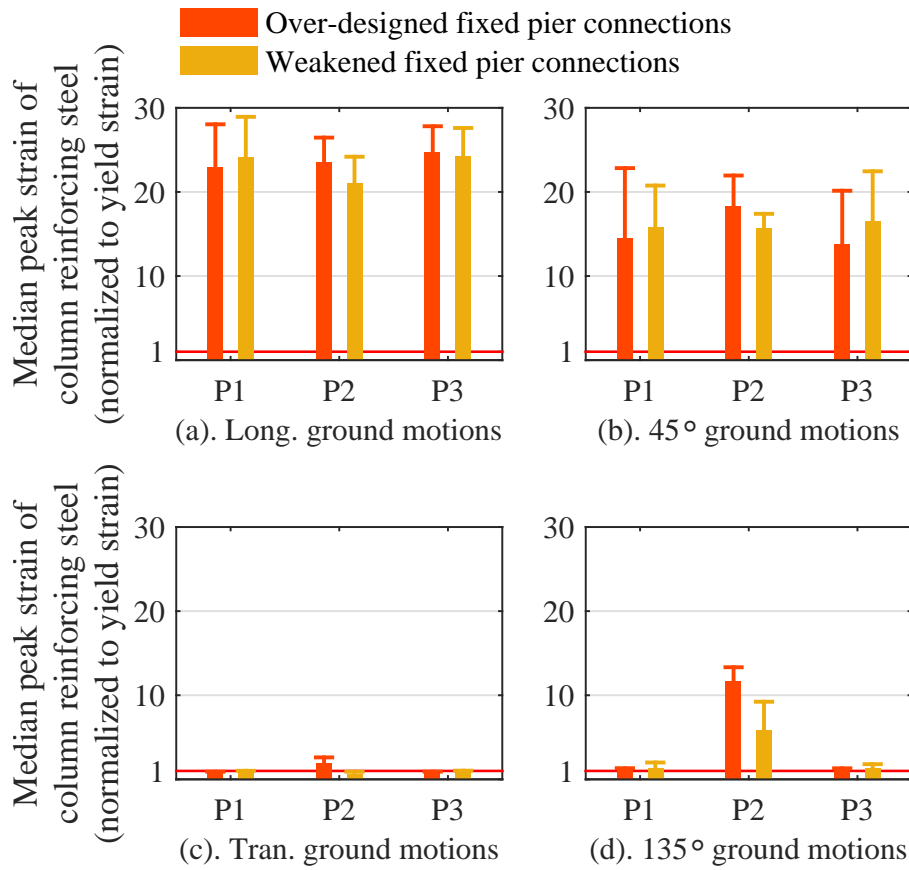 Over-designed fixed pier connections
Weakened fixed pier connections
Median peak strain of
column reinforcing steel
(normalized to yield strain)
30
20
10
1
P1 P2 P3
(a). Long. ground motions
30
20
10
1
P1 P2 P3
(b). 45° ground motions
Median peak strain of
column reinforcing steel
(normalized to yield strain)
30
20
10
1
P1 P2 P3
(c). Tran. ground motions
30
20
10
1
P1 P2 P3
(d). 135° ground motions